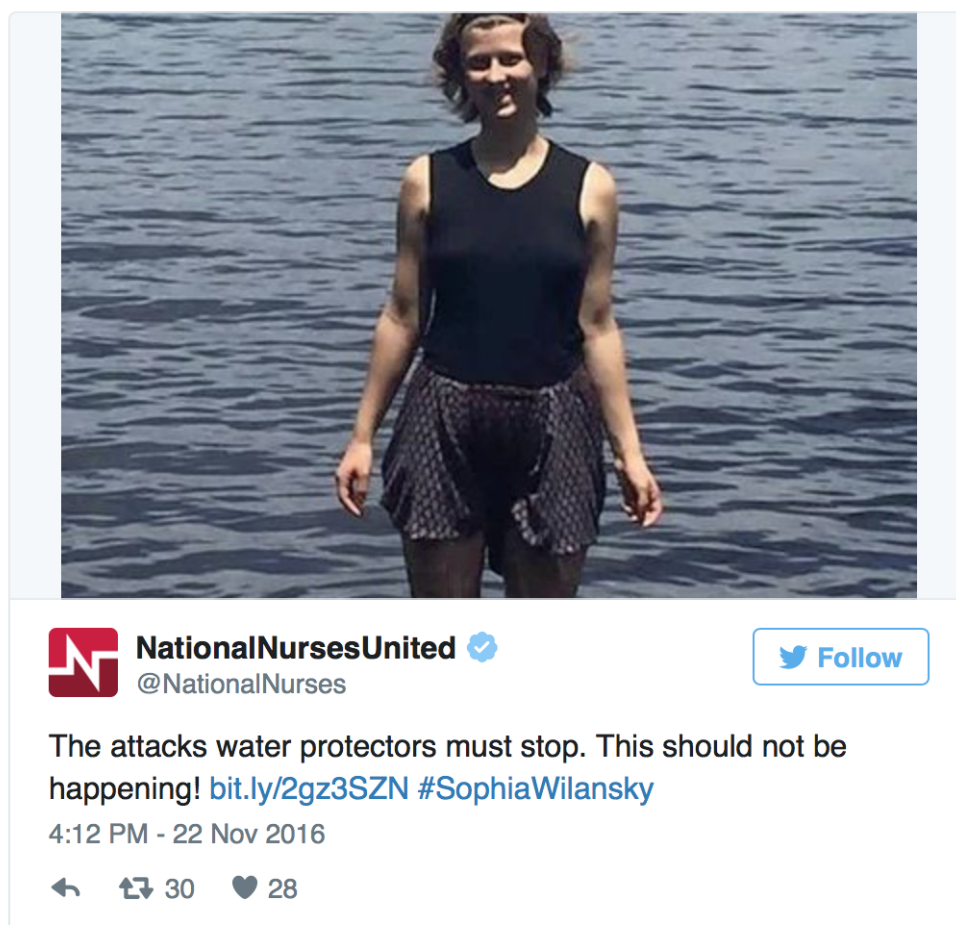 NationalNursesUnited
@NationalNurses
Follow
The attacks water protectors must stop. This should not be
happening! bit.ly/2gz3SZN #SophiaWilansky
4:12 PM - 22 Nov 2016
30 28